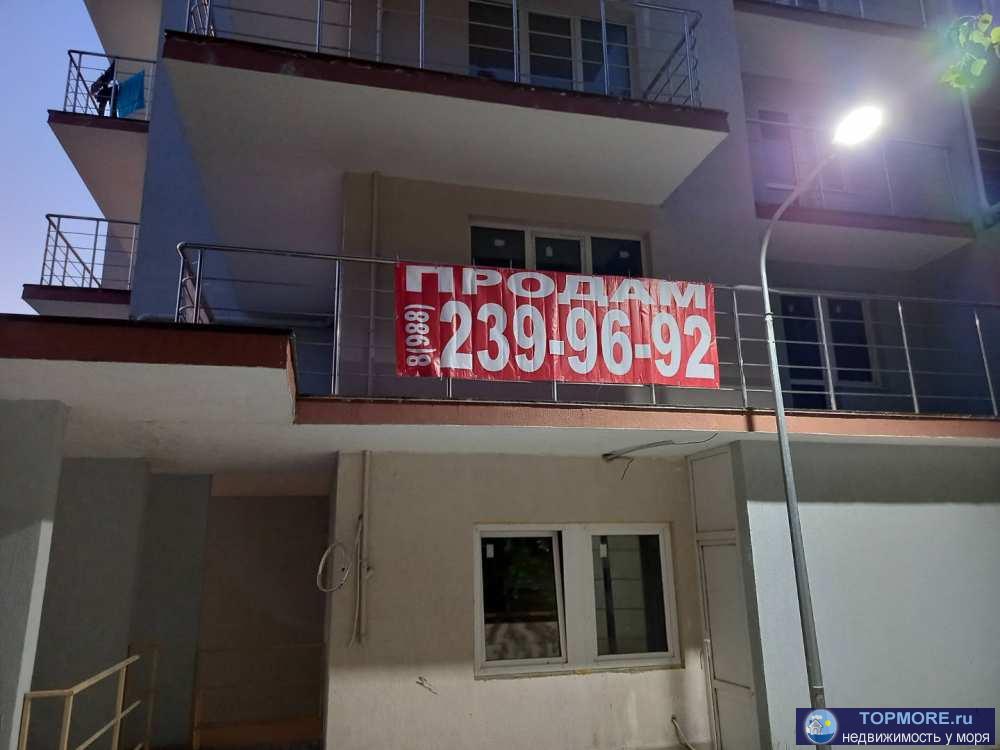 ПРОДАМ
8(988)
239-96-92
TOPMORE.ru
недвижимость у моря